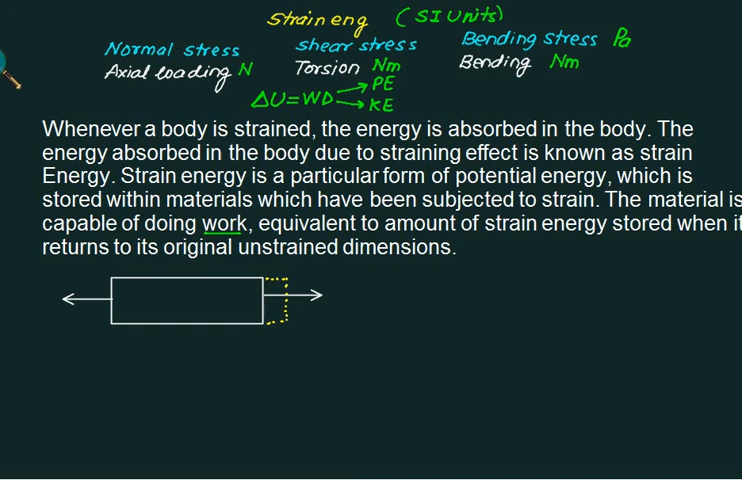 Strain eng (SI Units)
Normal stress shear stress Bending stress Pa
Axial loading N Torsion Nm Bending Nm
ΔU = WD PE
KE
Whenever a body is strained, the energy is absorbed in the body. The
energy absorbed in the body due to straining effect is known as strain
Energy. Strain energy is a particular form of potential energy, which is
stored within materials which have been subjected to strain. The material is
capable of doing work, equivalent to amount of strain energy stored when it
returns to its original unstrained dimensions.